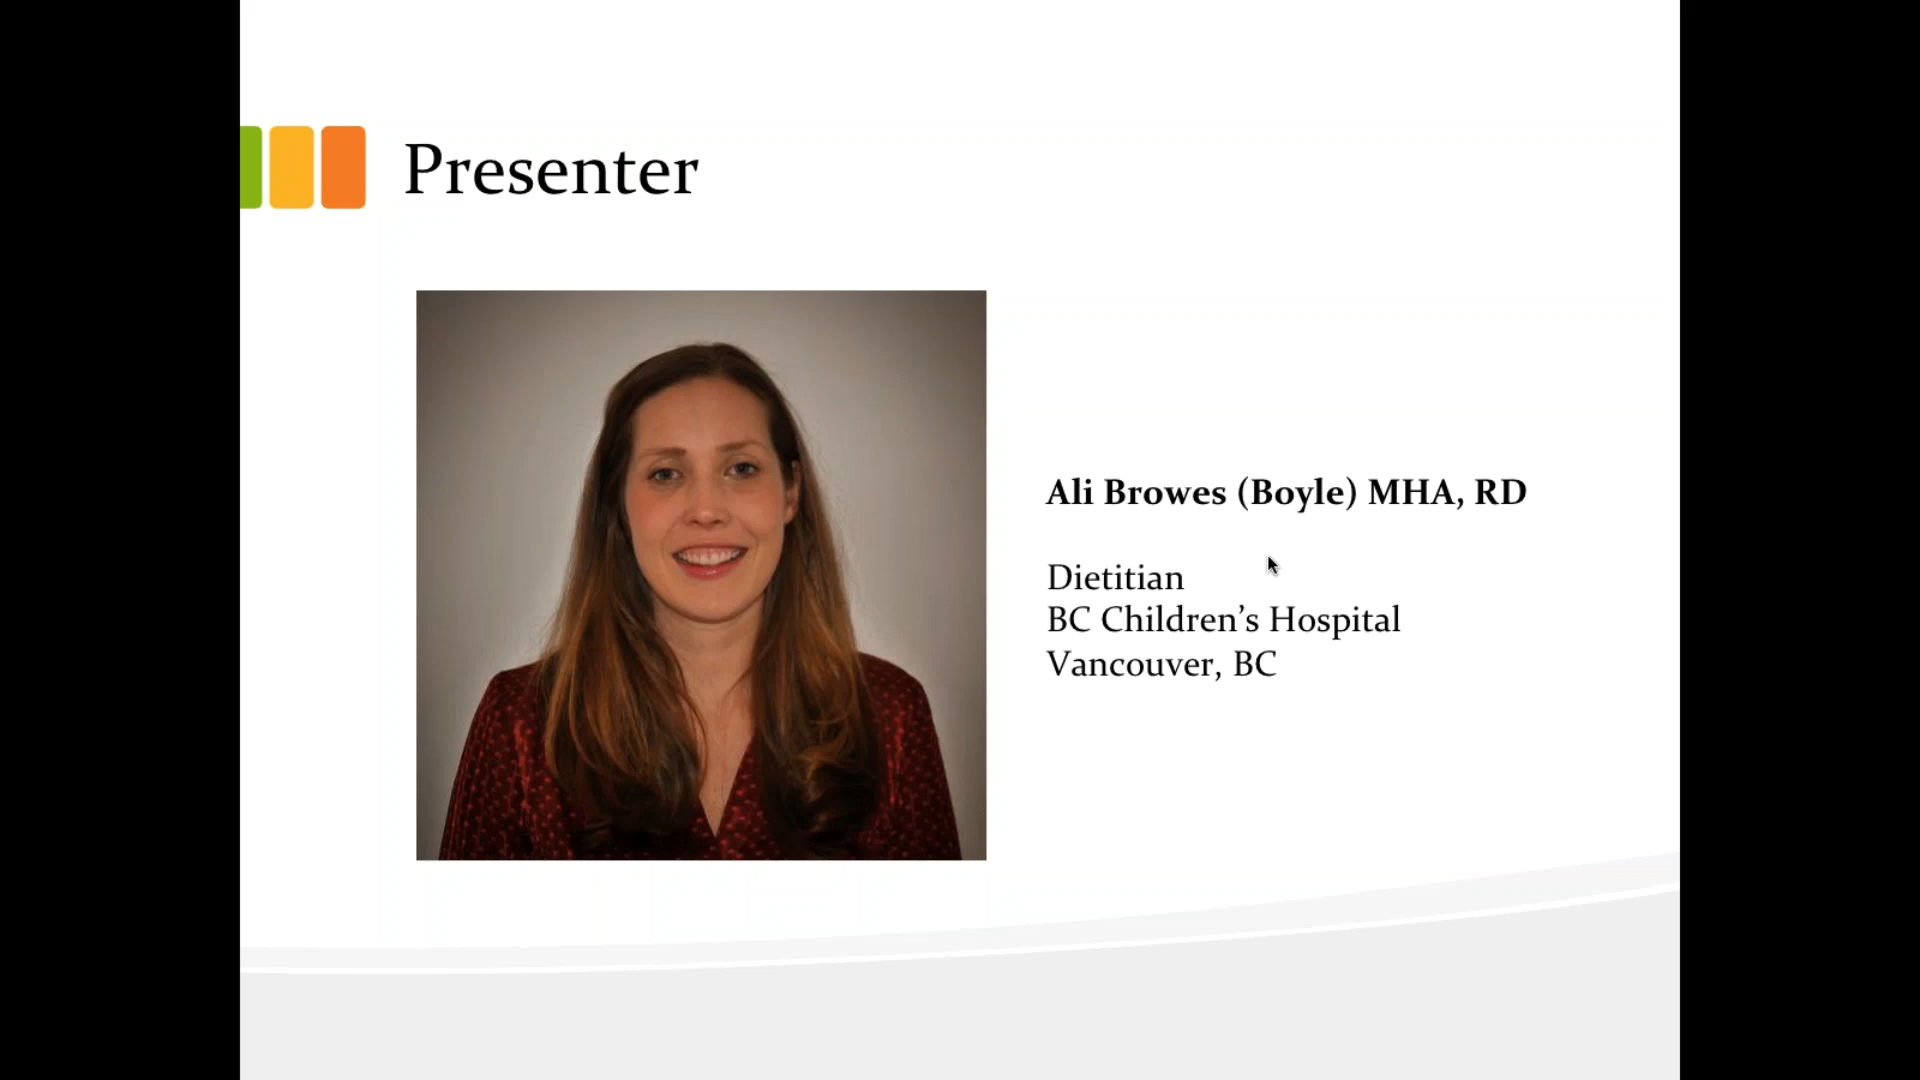 Presenter
Ali Browes (Boyle) MHA, RD
Dietitian
BC Children’s Hospital
Vancouver, BC